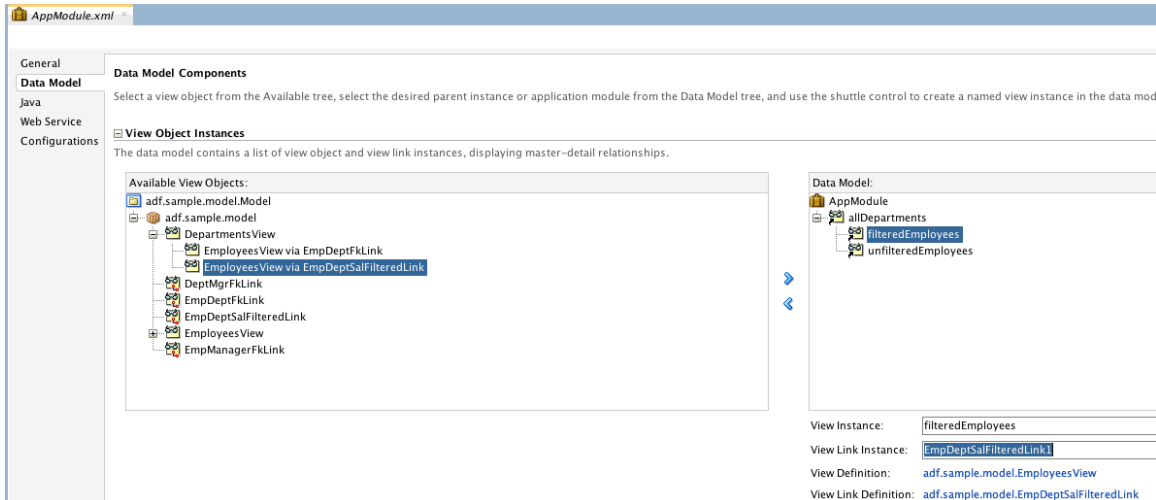 AppModule.xml
General
Data Model
Java
Web Service
Configurations
Data Model Components
Select a view object from the Available tree, select the desired parent instance or application module from the Data Model tree, and use the shuttle control to create a named view instance in the data mod
View Object Instances
The data model contains a list of view object and view link instances, displaying master-detail relationships.
Available View Objects:
adf.sample.model.Model
adf.sample.model
DepartmentsView
EmployeesView via EmpDeptFkLink
EmployeesView via EmpDeptSalFilteredLink
DeptMgrFkLink
EmpDeptFkLink
EmpDeptSalFilteredLink
EmployeesView
EmpManagerFkLink
Data Model:
AppModule
allDepartments
filteredEmployees
unfilteredEmployees
View Instance: filteredEmployees
View Link Instance: EmpDeptSalFilteredLink1
View Definition: adf.sample.model.EmployeesView
View Link Definition: adf.sample.model.EmpDeptSalFilteredLink